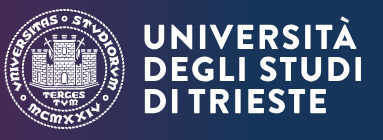 VNIVERSITAS STVDIORVM
TERGES
TVM
MCMXXIV
UNIVERSITÀ
DEGLI STUDI
DI TRIESTE